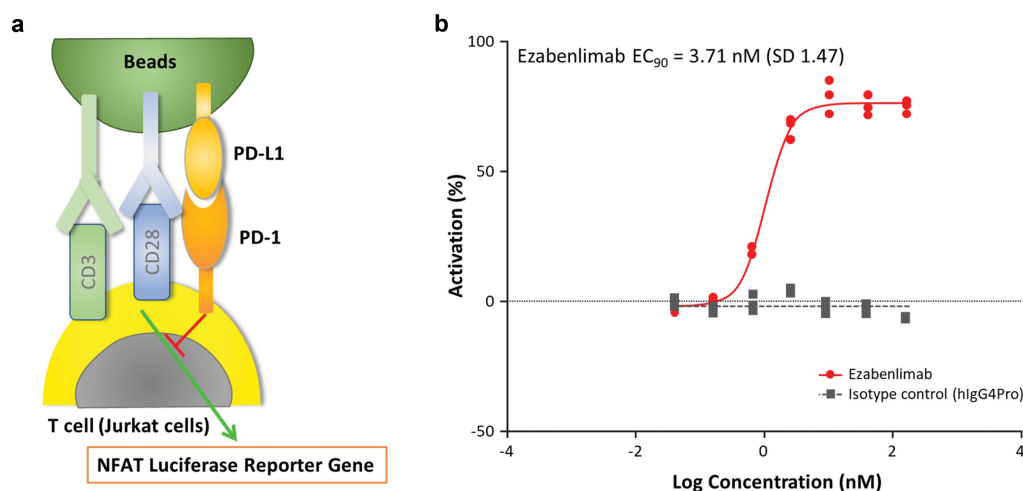 a
Beads
PD-L1
PD-1
CD3
CD28
T cell (Jurkat cells)
NFAT Luciferase Reporter Gene
b
Ezabenlimab EC90 = 3.71 nM (SD 1.47)
100
50
0
-50
Activation (%)
-4
-2
0
2
4
Log Concentration (nM)
Ezabenlimab
Isotype control (hIgG4Pro)